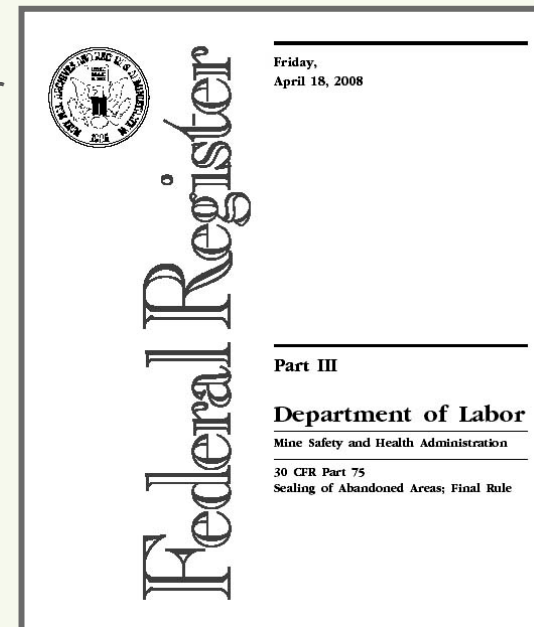 Federal Register
Friday,
April 18, 2008
Part III
Department of Labor
Mine Safety and Health Administration
30 CFR Part 75
Sealing of Abandoned Areas; Final Rule